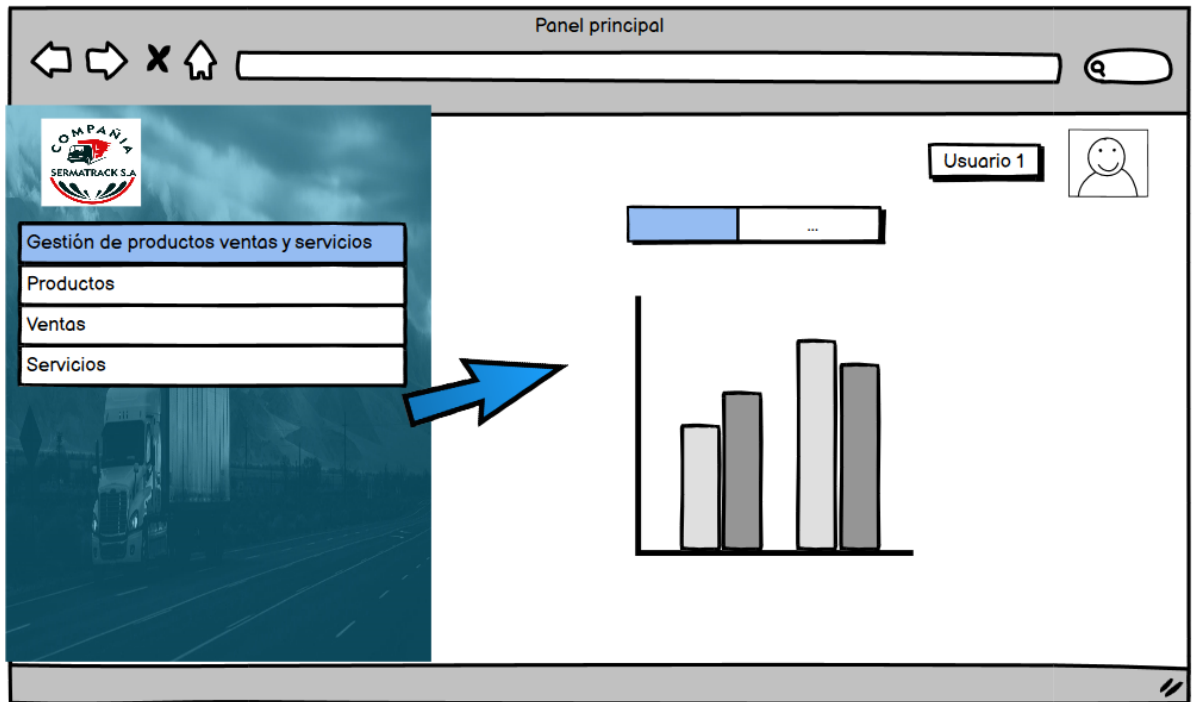 Panel principal
COMPAÑIA
SERMATRACK S.A
Usuario 1
Gestión de productos ventas y servicios
...
Productos
Ventas
Servicios